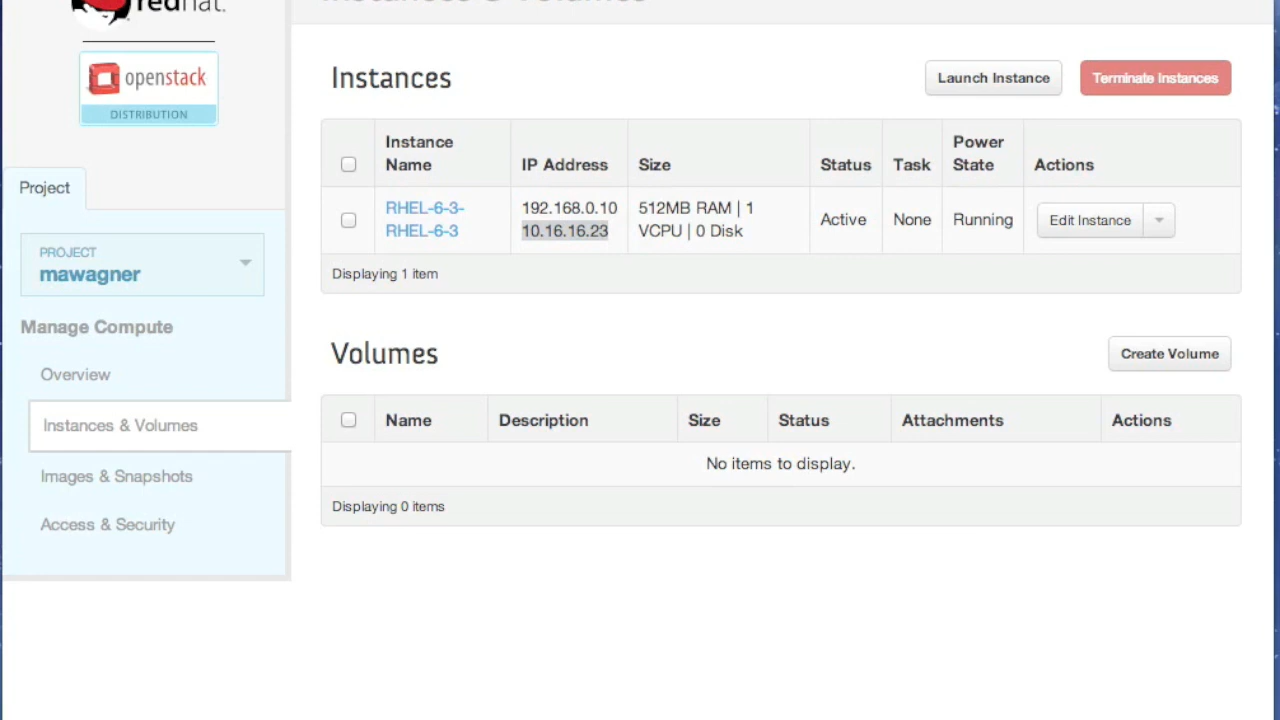 redhat.
Instances & Volumes
openstack
DISTRIBUTION
Project
PROJECT
mawagner
Manage Compute
Overview
Instances & Volumes
Images & Snapshots
Access & Security
Instances
Launch Instance
Terminate Instances
Instance Name
IP Address
Size
Status
Task
Power State
Actions
RHEL-6-3-
RHEL-6-3
192.168.0.10
10.16.16.23
512MB RAM | 1
VCPU | 0 Disk
Active
None
Running
Edit Instance
Displaying 1 item
Volumes
Create Volume
Name
Description
Size
Status
Attachments
Actions
No items to display.
Displaying 0 items